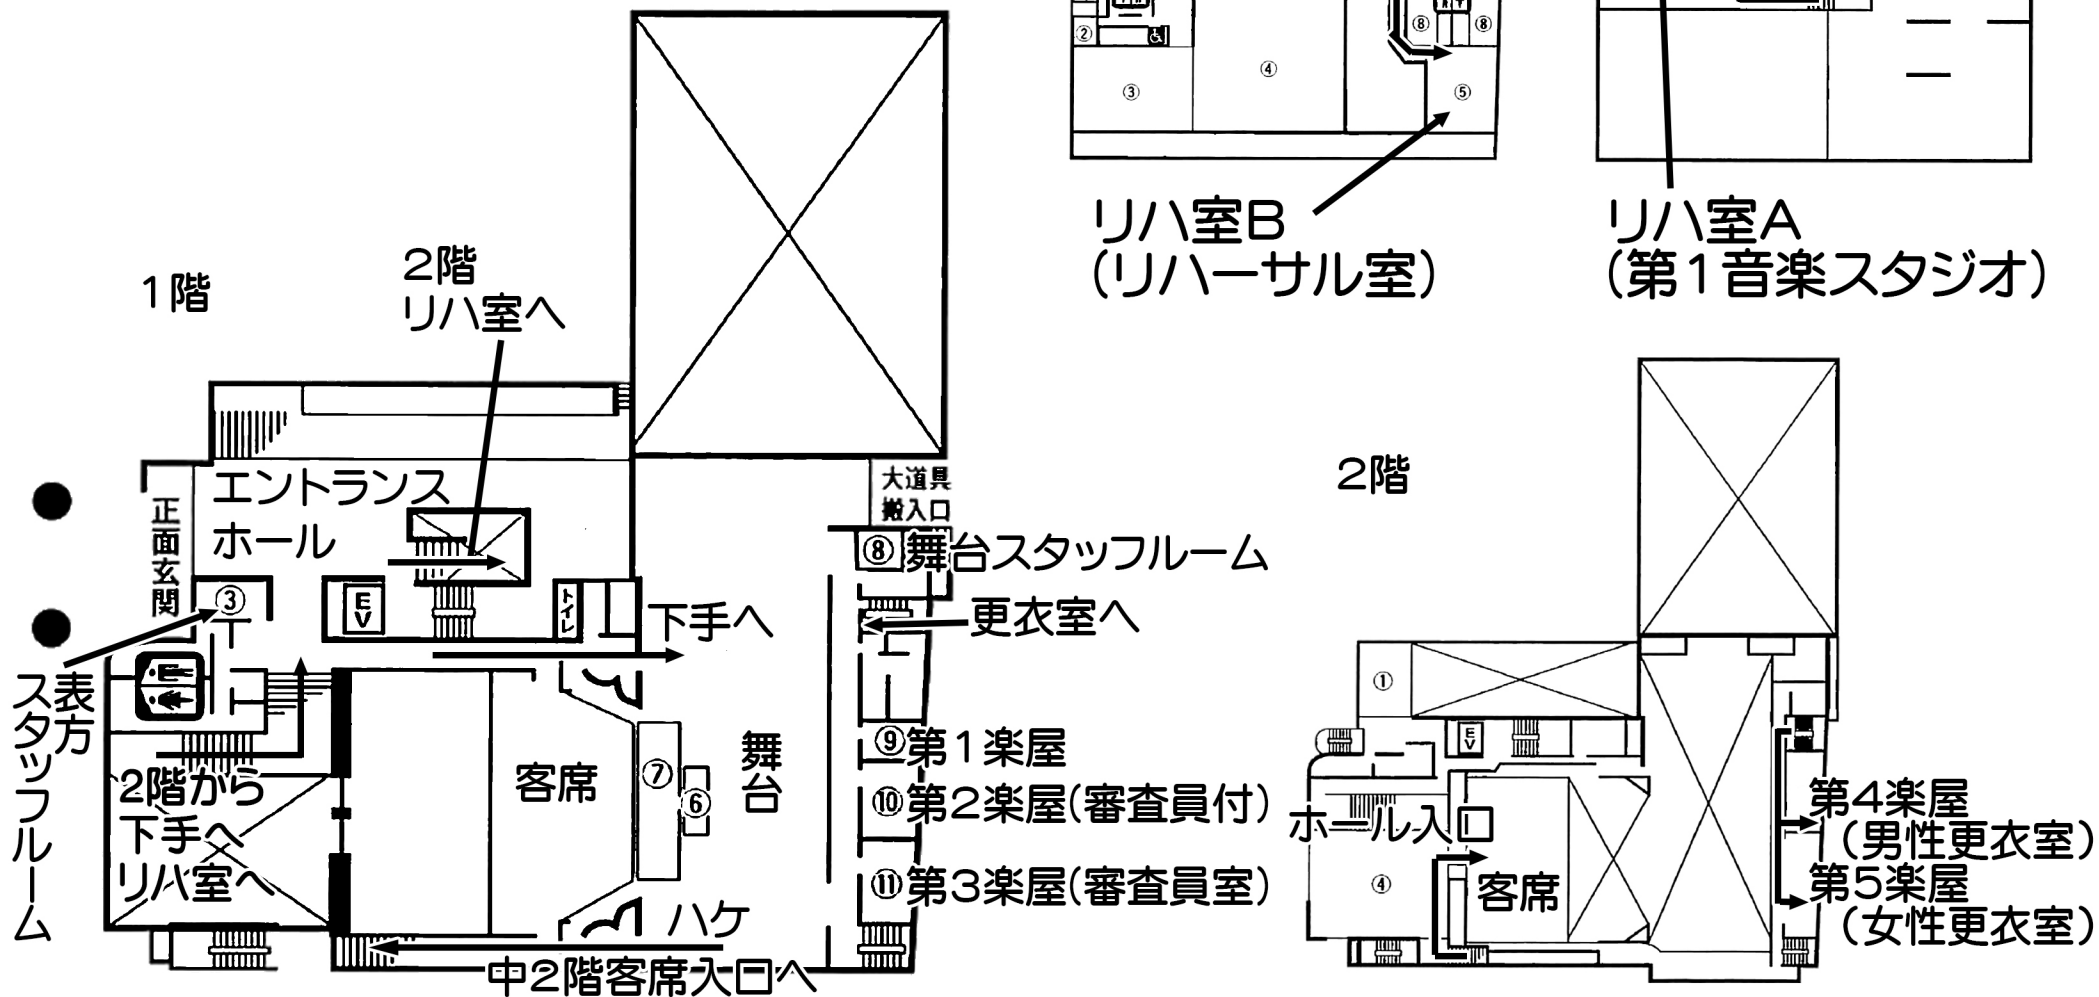 ②
⑧
⑧
③
④
⑤
リハ室B
(リハーサル室)
リハ室A
(第1音楽スタジオ)
1階
2階
リハ室へ
エントランス
ホール
正面玄関
③
EV
トイレ
下手へ
大道具
搬入口
⑧舞台スタッフルーム
更衣室へ
表方
スタッフルーム
2階から
下手へ
リハ室へ
客席
⑦
⑥
舞台
⑨第1楽屋
⑩第2楽屋(審査員付)
⑪第3楽屋(審査員室)
ハケ
中2階客席入口へ
2階
①
EV
ホール入口
④
客席
第4楽屋
(男性更衣室)
第5楽屋
(女性更衣室)